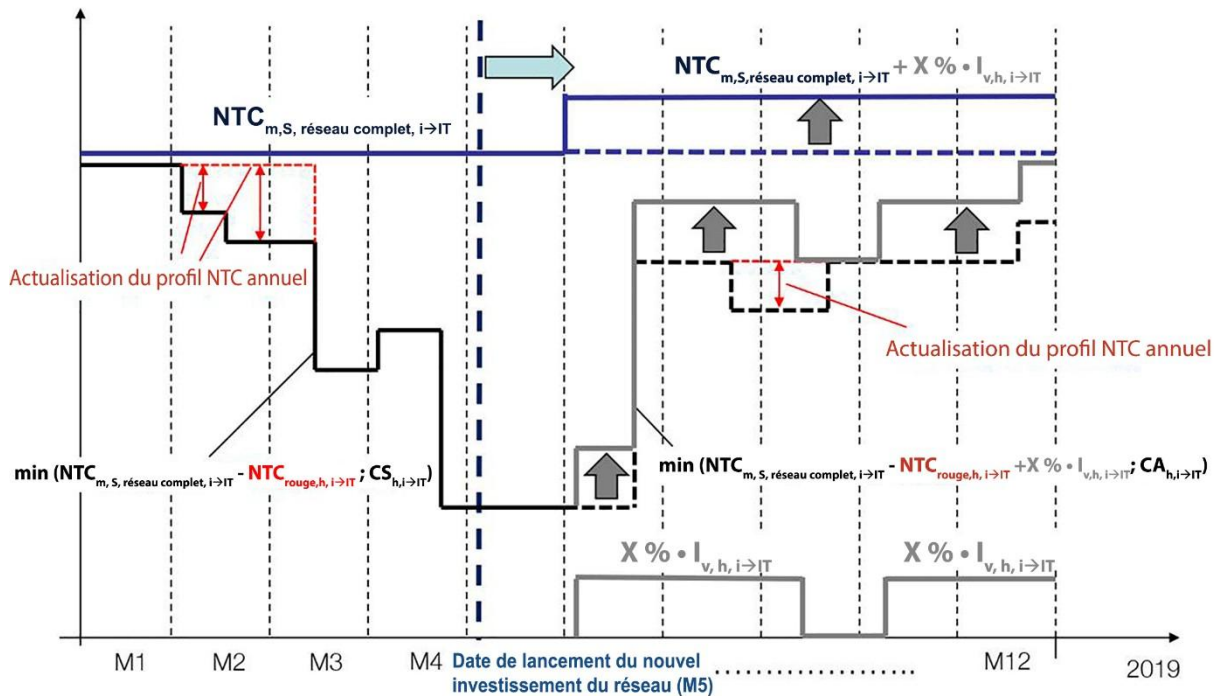 NTCm,S,réseau complet, i→IT + X % • Iv,h, i→IT
NTCm,S, réseau complet, i→IT
Actualisation du profil NTC annuel
Actualisation du profil NTC annuel
min (NTCm, S, réseau complet, i→IT - NTCrouge,h, i→IT ; CSh,i→IT)
min (NTCm, S, réseau complet, i→IT - NTCrouge,h, i→IT +X % • Iv,h, i→IT; CAh,i→IT)
X % • Iv, h, i→IT
X % • Iv, h, i→IT
M1
M2
M3
M4
Date de lancement du nouvel
investissement du réseau (M5)
....................
M12
2019